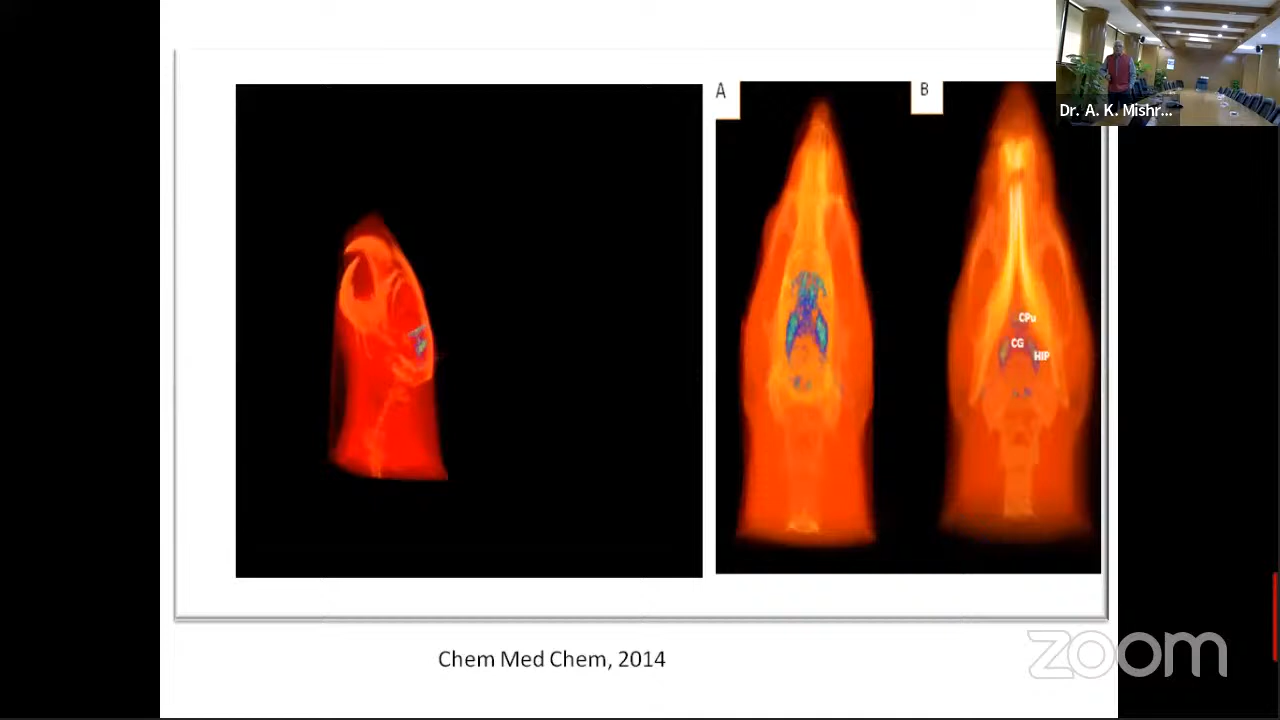 A
B
Dr. A. K. Mishr...
CPu
CG
HIP
Chem Med Chem, 2014
zoom